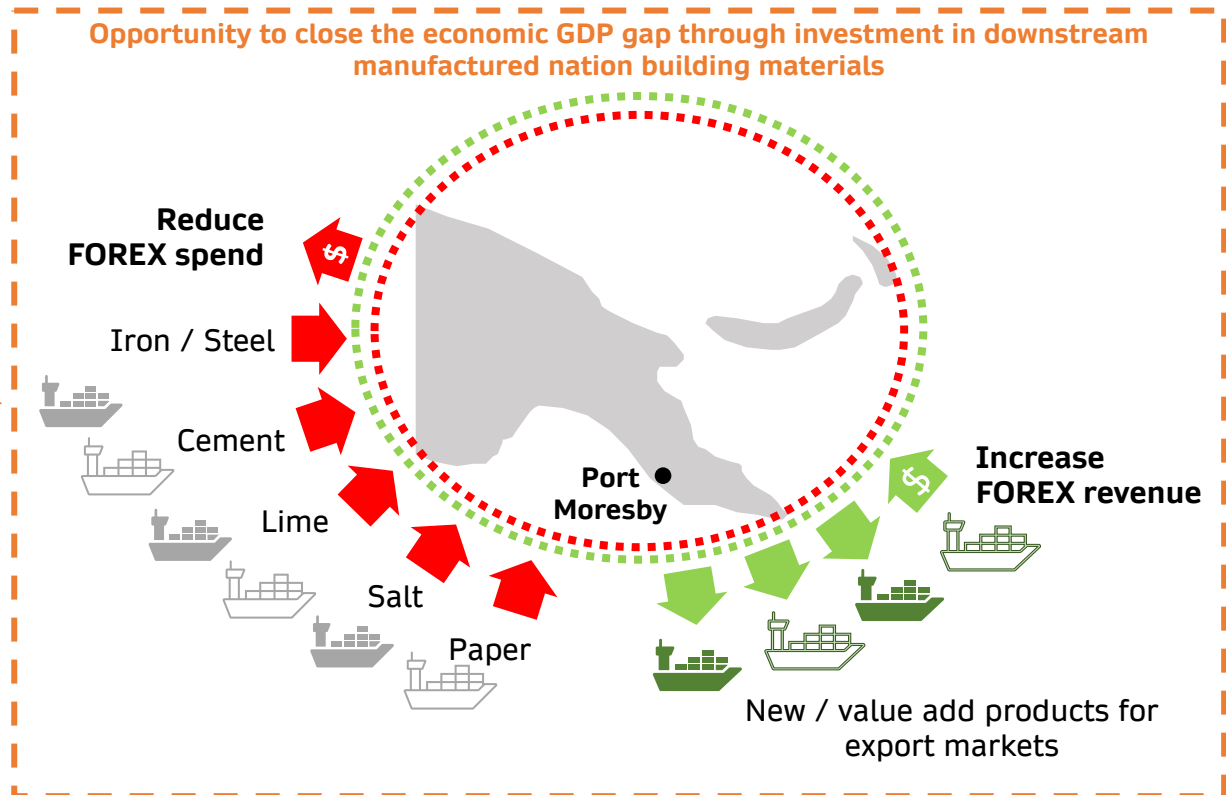 Opportunity to close the economic GDP gap through investment in downstream
manufactured nation building materials
Reduce
FOREX spend
$
Iron / Steel
Cement
Lime
Salt
Paper
Port
Moresby
$
Increase
FOREX revenue
New / value add products for
export markets